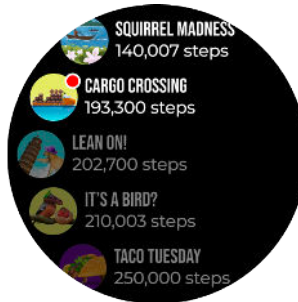 SQUIRREL MADNESS
140,007 steps
CARGO CROSSING
193,300 steps
LEAN ON!
202,700 steps
IT'S A BIRD?
210,003 steps
TACO TUESDAY
250,000 steps